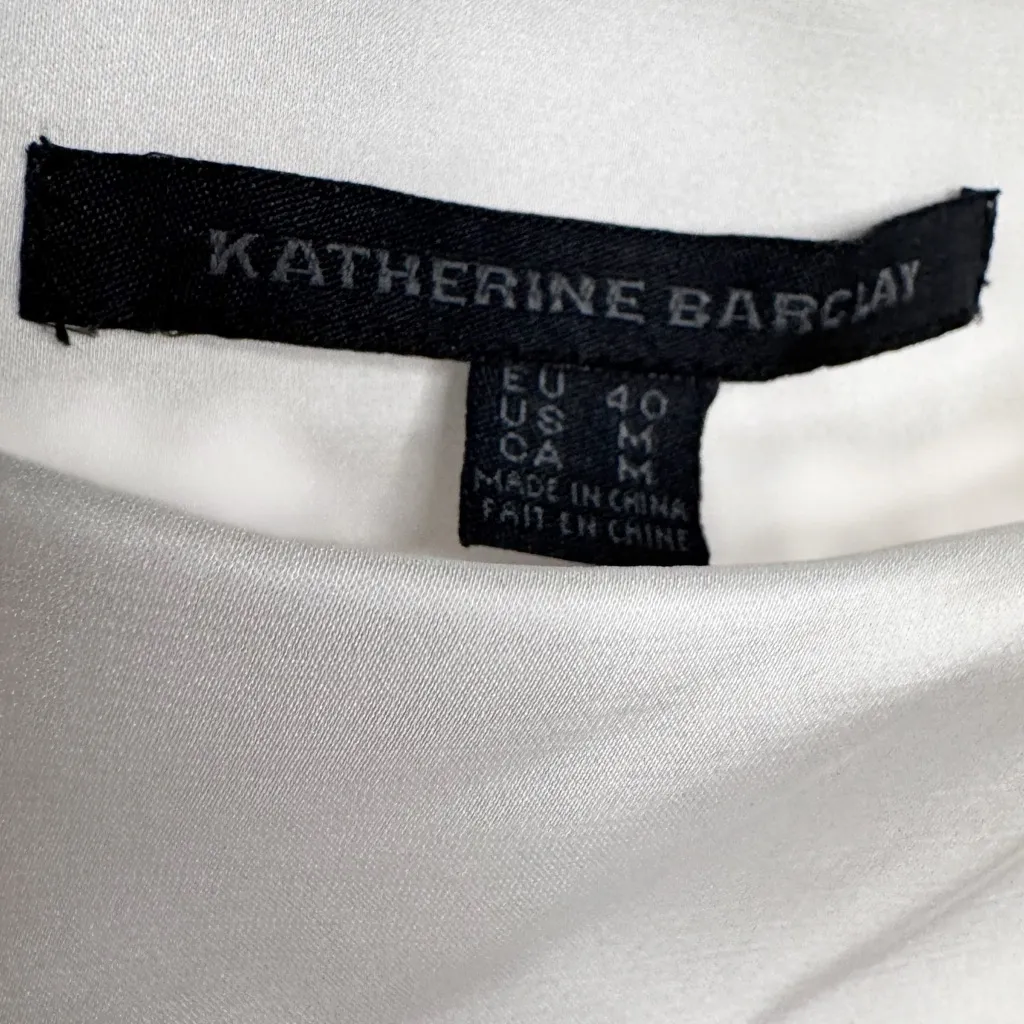 KATHERINE BARCLAY
EU 40
US M
CA M
MADE IN CHINA
FAIT EN CHINE